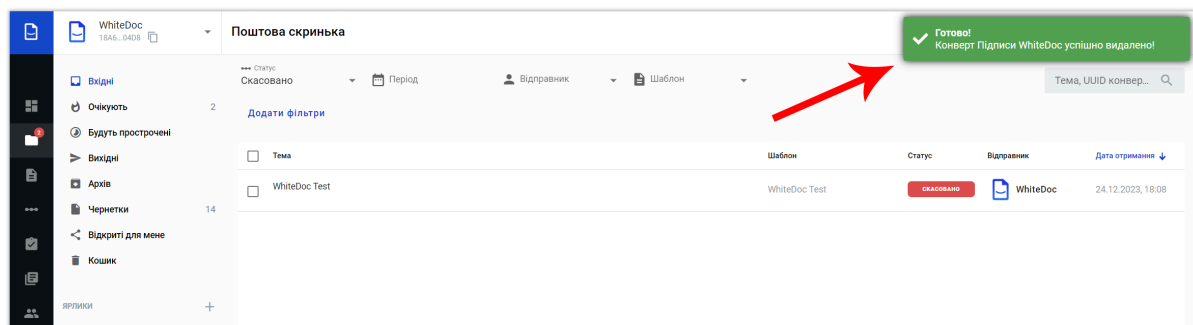 WhiteDoc
18A6...04D8
Поштова скринька
Готово!
Конверт Підписи WhiteDoc успішно видалено!
Вхідні
Очікують 2
Будуть прострочені
Вихідні
Архів
Чернетки 14
Відкриті для мене
Кошик
ЯРЛИКИ +
2
Статус
Скасовано
Період
Відправник
Шаблон
Тема, UUID конвер...
Додати фільтри
Тема Шаблон Статус Відправник Дата отримання
WhiteDoc Test WhiteDoc Test СКАСОВАНО WhiteDoc 24.12.2023, 18:08